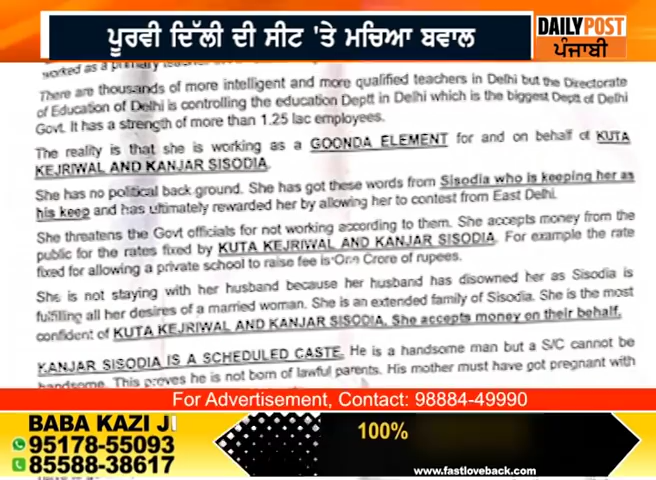 ਪੂਰਵੀ ਦਿੱਲੀ ਦੀ ਸੀਟ 'ਤੇ ਮਚਿਆ ਬਵਾਲ
DAILYPOST
ਪੰਜਾਬੀ
worked as a primary
There are thousands of more intelligent and more qualified teachers in Delhi but the Directorate
of Education of Delhi is controlling the education Deptt in Delhi which is the biggest Deptt of Delhi
Govt. It has a strength of more than 1.25 lac employees.
The reality is that she is working as a GOONDA ELEMENT for and on behalf of KUTA
KEJRIWAL AND KANJAR SISODIA.
She has no political back ground. She has got these words from Sisodia who is keeping her as
his keep and has ultimately rewarded her by allowing her to contest from East Delhi.
She threatens the Govt officials for not working according to them. She accepts money from the
public for the rates fixed by KUTA KEJRIWAL AND KANJAR SISODIA. For example the rate
fixed for allowing a private school to raise fee is One Crore of rupees.
She is not staying with her husband because her husband has disowned her as Sisodia is
fulfilling all her desires of a married woman. She is an extended family of Sisodia. She is the most
confident of KUTA KEJRIWAL AND KANJAR SISODIA. She accepts money on their behalf.
KANJAR SISODIA IS A SCHEDULED CASTE. He is a handsome man but a S/C cannot be
handsome. This proves he is not born of lawful parents. His mother must have got pregnant with
For Advertisement, Contact: 98884-49990
BABA KAZI JI
95178-55093
85588-38617
100%
www.fastloveback.com